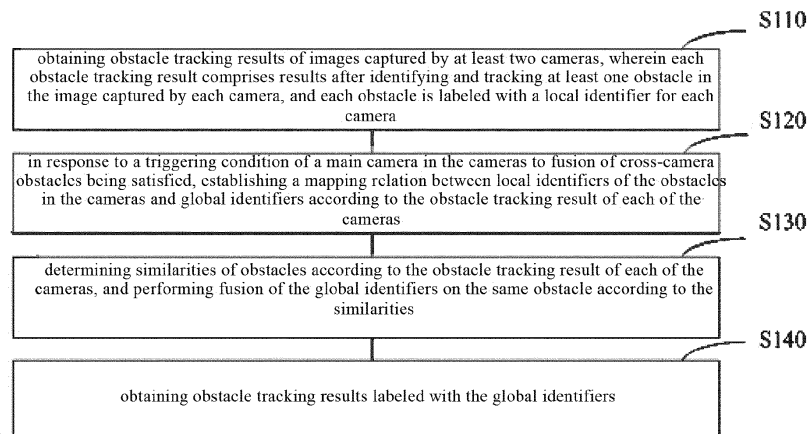 S110
obtaining obstacle tracking results of images captured by at least two cameras, wherein each
obstacle tracking result comprises results after identifying and tracking at least one obstacle in
the image captured by each camera, and each obstacle is labeled with a local identifier for each
camera
S120
in response to a triggering condition of a main camera in the cameras to fusion of cross-camera
obstacles being satisfied, establishing a mapping relation between local identifiers of the obstacles
in the cameras and global identifiers according to the obstacle tracking result of each of the
cameras
S130
determining similarities of obstacles according to the obstacle tracking result of each of the
cameras, and performing fusion of the global identifiers on the same obstacle according to the
similarities
S140
obtaining obstacle tracking results labeled with the global identifiers